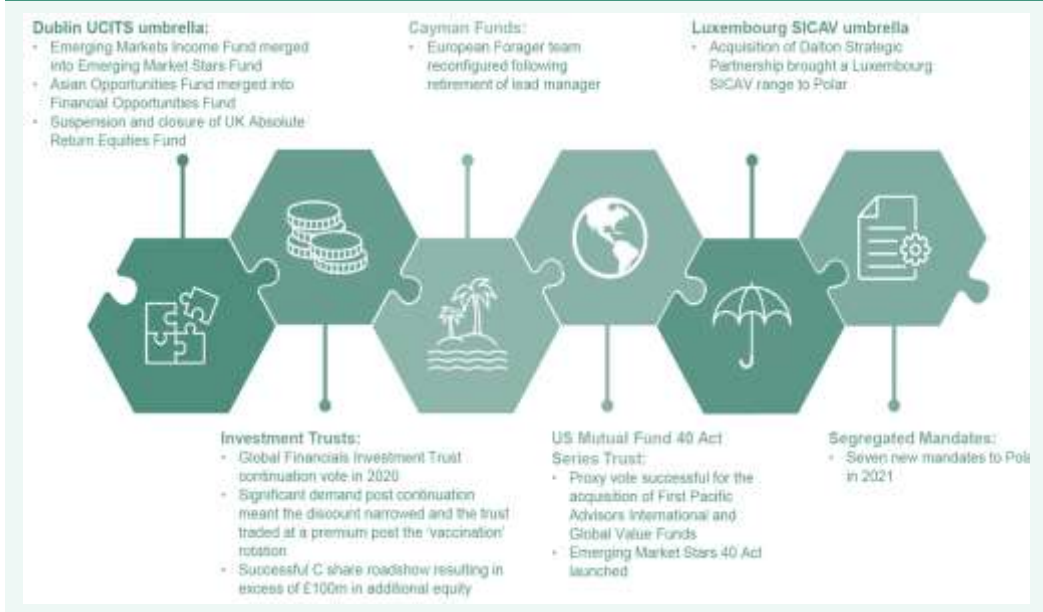 Dublin UCITS umbrella:
• Emerging Markets Income Fund merged
into Emerging Market Stars Fund
• Asian Opportunities Fund merged into
Financial Opportunities Fund
• Suspension and closure of UK Absolute
Return Equities Fund
Cayman Funds:
• European Forager team
reconfigured following
retirement of lead manager
Luxembourg SICAV umbrella
• Acquisition of Dalton Strategic
Partnership brought a Luxembourg
SICAV range to Polar
Investment Trusts:
• Global Financials Investment Trust
continuation vote in 2020
• Significant demand post continuation
meant the discount narrowed and the trust
traded at a premium post the 'vaccination'
rotation
• Successful C share roadshow resulting in
excess of £100m in additional equity
US Mutual Fund 40 Act
Series Trust:
• Proxy vote successful for the
acquisition of First Pacific
Advisors International and
Global Value Funds
• Emerging Market Stars 40 Act
launched
Segregated Mandates:
• Seven new mandates to Pola
in 2021